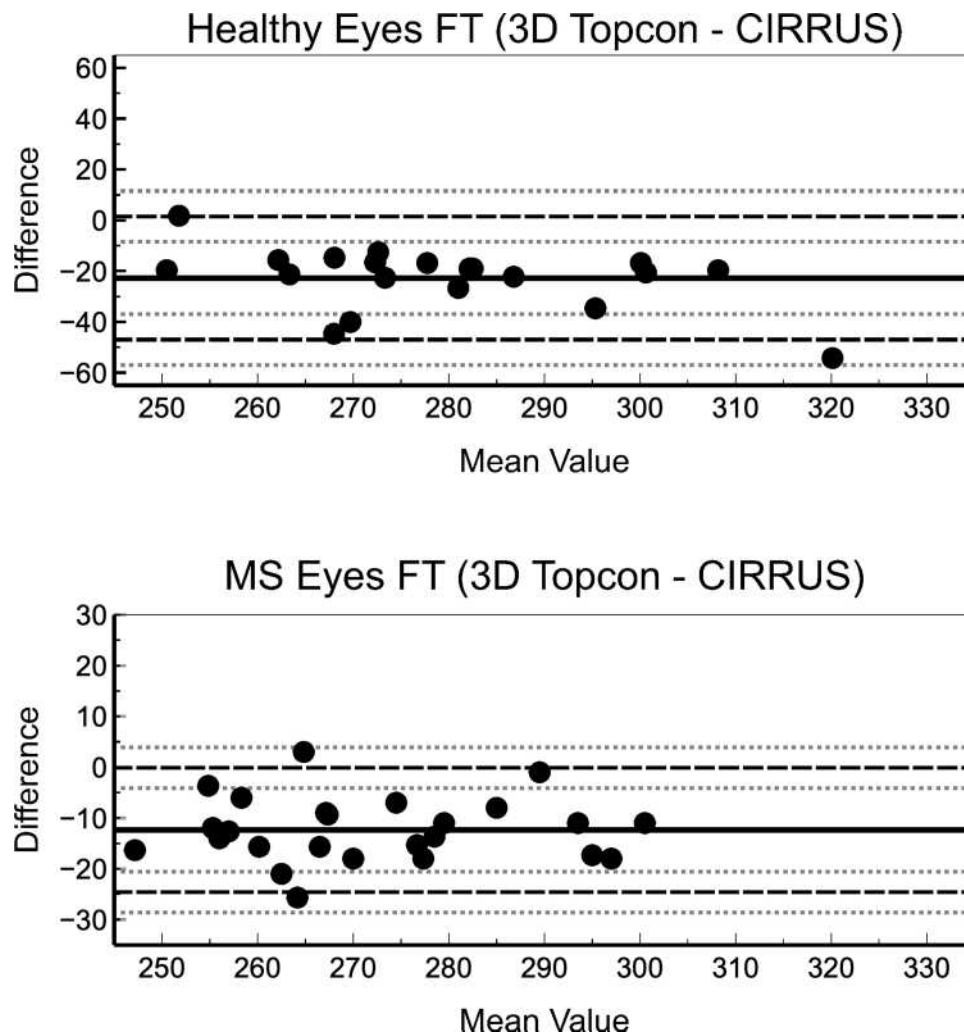 Healthy Eyes FT (3D Topcon - CIRRUS)
60
40
20
0
−20
−40
−60
Difference
250 260 270 280 290 300 310 320 330
Mean Value
MS Eyes FT (3D Topcon - CIRRUS)
30
20
10
0
−10
−20
−30
Difference
250 260 270 280 290 300 310 320 330
Mean Value